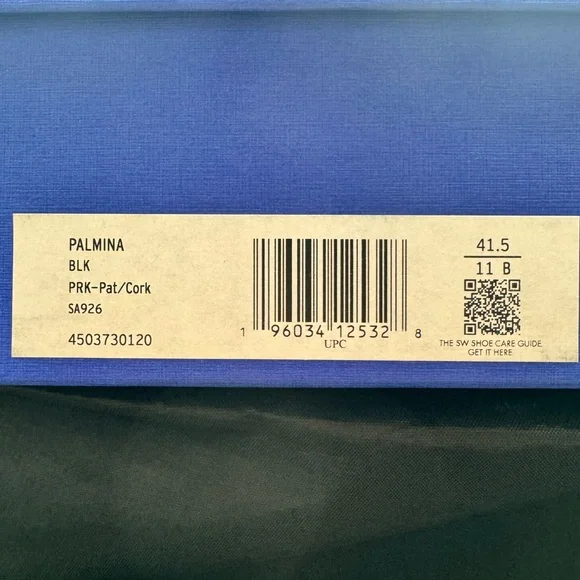 PALMINA
BLK
PRK-Pat/Cork
SA926
4503730120
1 96034 12532 8
UPC
41.5
11 B
THE SW SHOE CARE GUIDE.
GET IT HERE